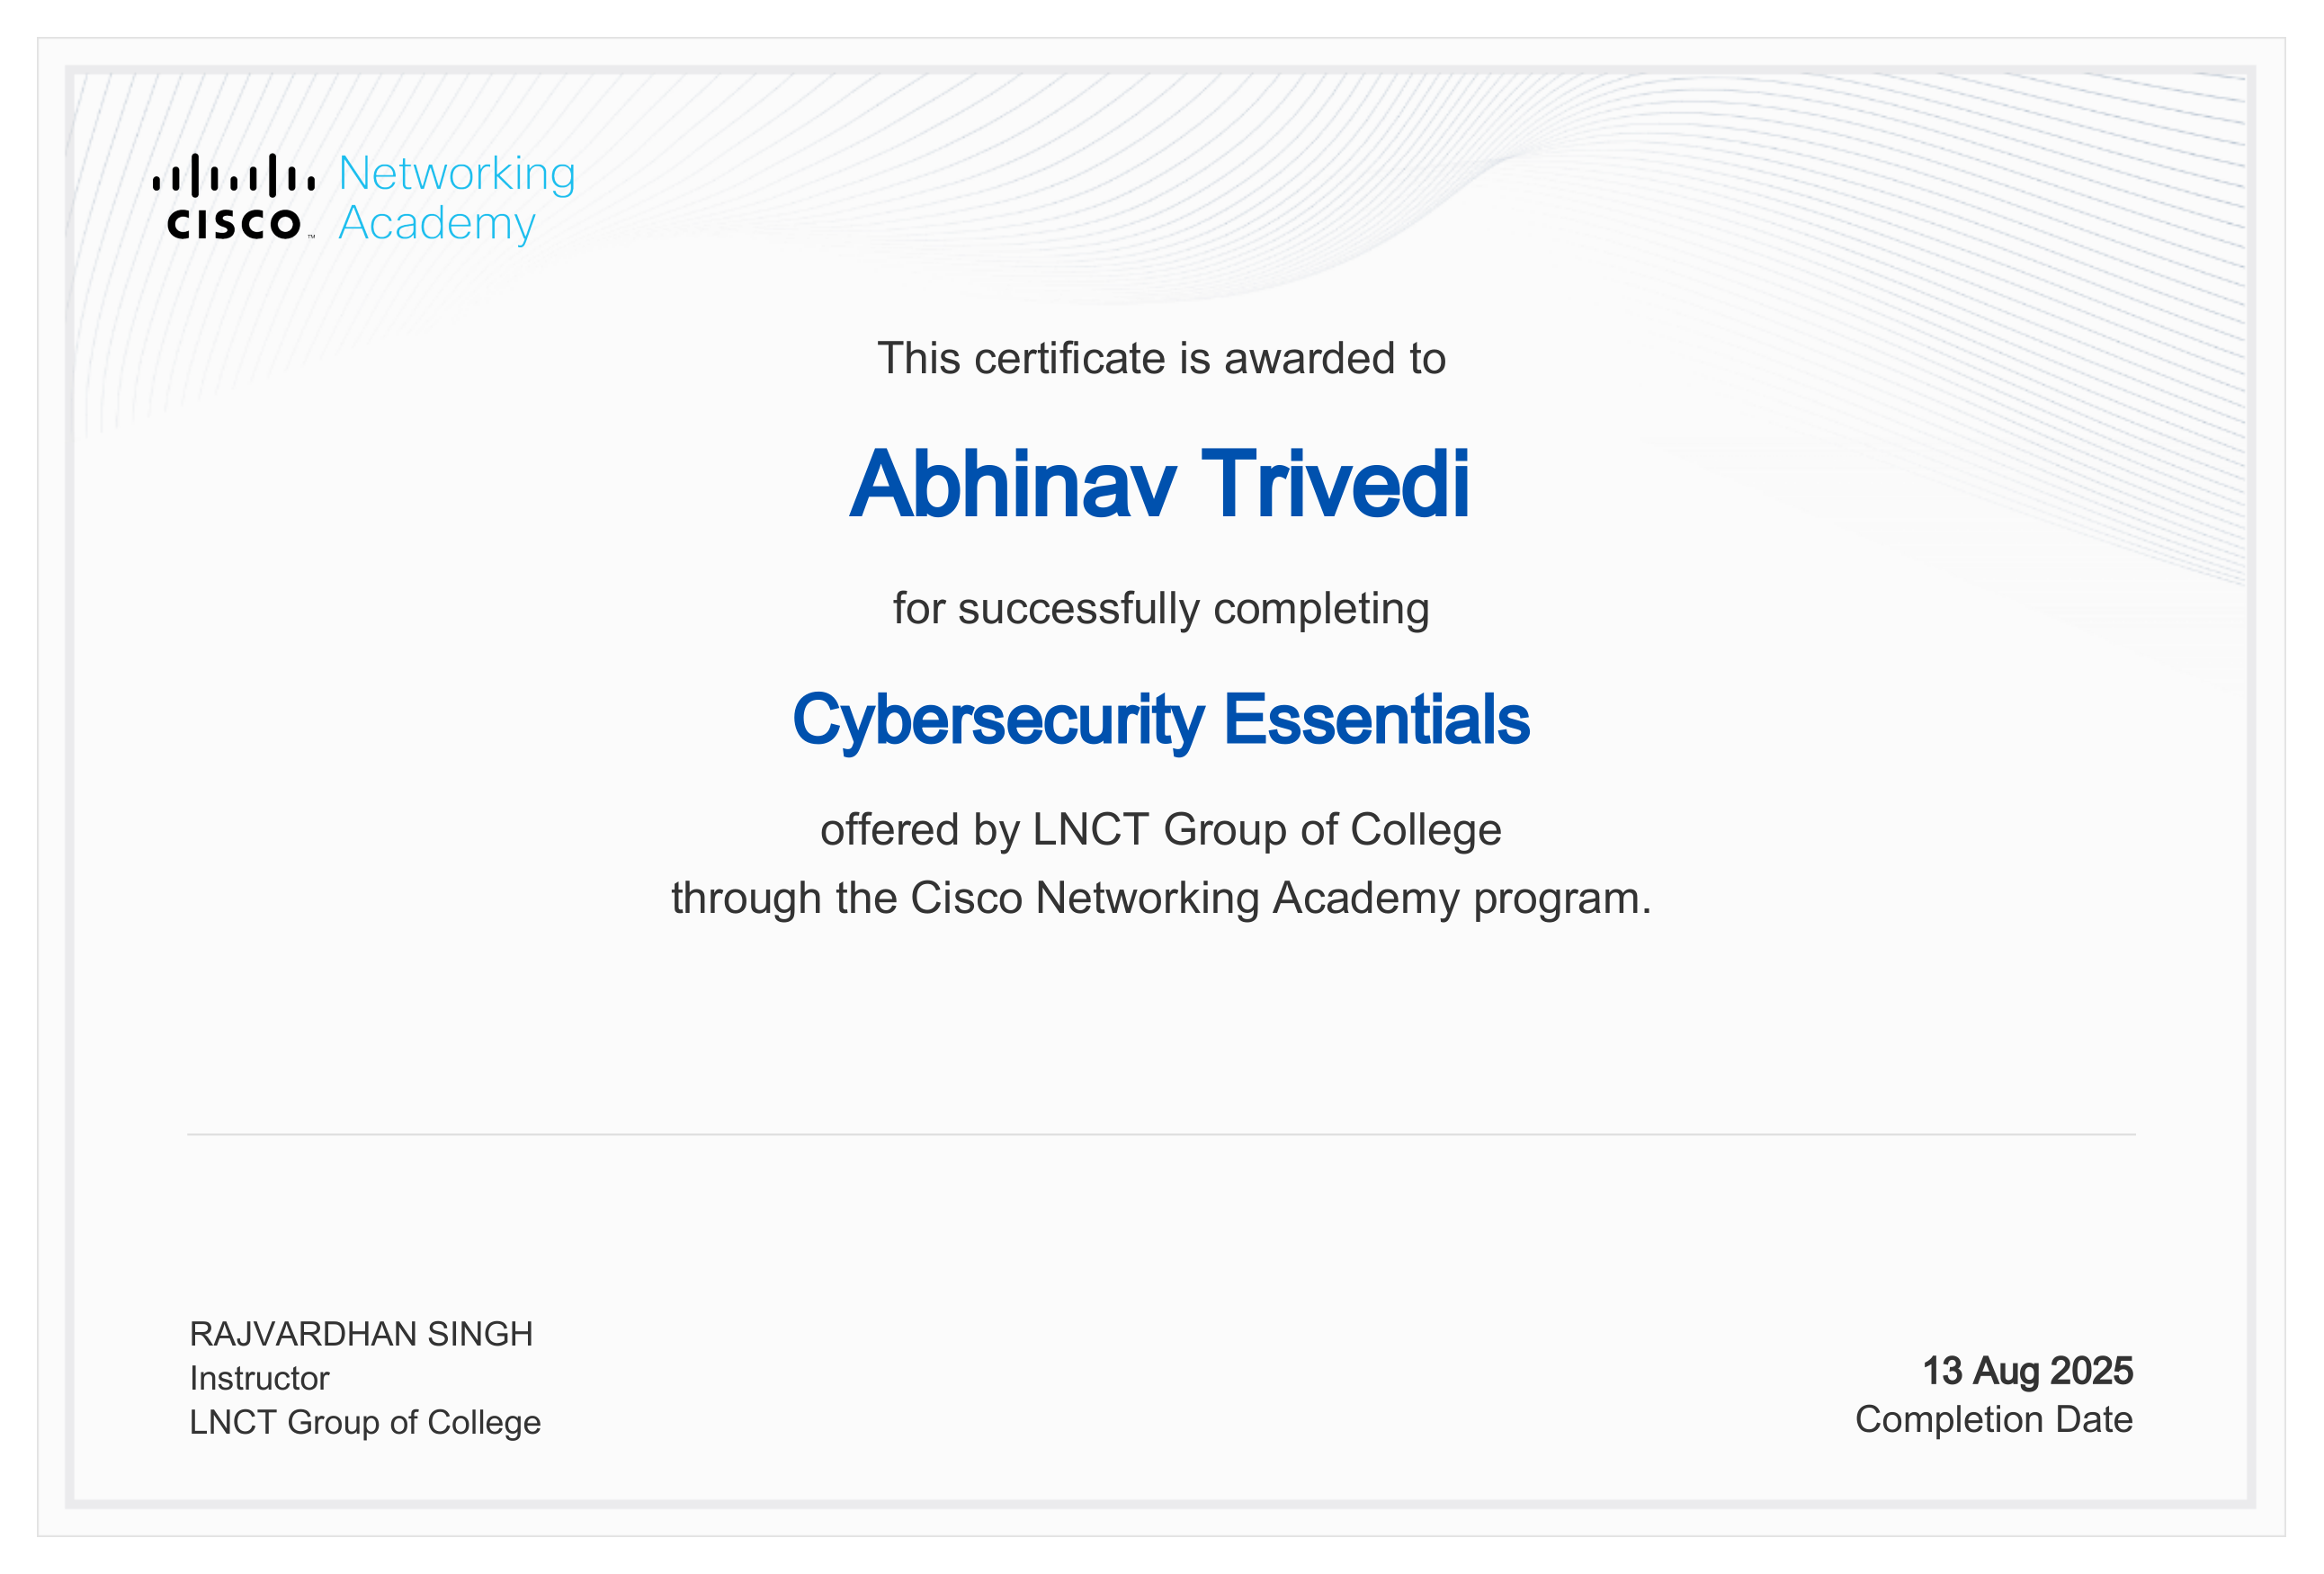 Networking
Academy
CISCO™
This certificate is awarded to
Abhinav Trivedi
for successfully completing
Cybersecurity Essentials
offered by LNCT Group of College
through the Cisco Networking Academy program.
RAJVARDHAN SINGH
Instructor
LNCT Group of College
13 Aug 2025
Completion Date